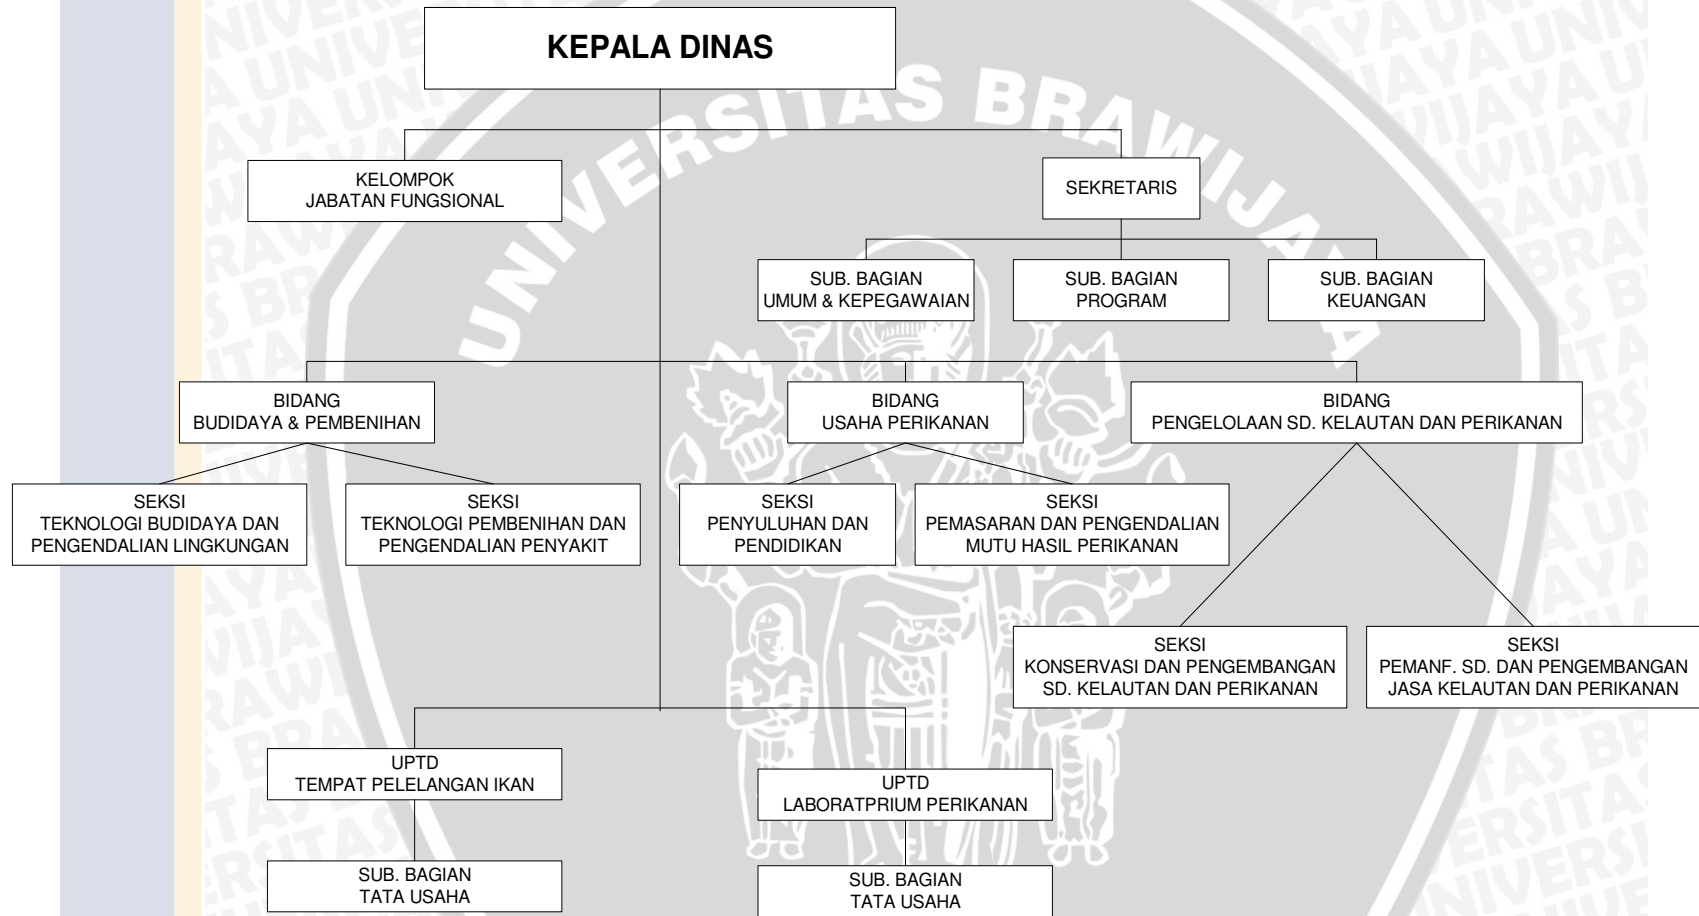 KEPALA DINAS
UNIVERSITAS BRAWIJAYA
KELOMPOK
JABATAN FUNGSIONAL
SEKRETARIS
SUB. BAGIAN
UMUM & KEPEGAWAIAN
SUB. BAGIAN
PROGRAM
SUB. BAGIAN
KEUANGAN
BIDANG
BUDIDAYA & PEMBENIHAN
BIDANG
USAHA PERIKANAN
BIDANG
PENGELOLAAN SD. KELAUTAN DAN PERIKANAN
SEKSI
TEKNOLOGI BUDIDAYA DAN
PENGENDALIAN LINGKUNGAN
SEKSI
TEKNOLOGI PEMBENIHAN DAN
PENGENDALIAN PENYAKIT
SEKSI
PENYULUHAN DAN
PENDIDIKAN
SEKSI
PEMASARAN DAN PENGENDALIAN
MUTU HASIL PERIKANAN
SEKSI
KONSERVASI DAN PENGEMBANGAN
SD. KELAUTAN DAN PERIKANAN
SEKSI
PEMANF. SD. DAN PENGEMBANGAN
JASA KELAUTAN DAN PERIKANAN
UPTD
TEMPAT PELELANGAN IKAN
UPTD
LABORATPRIUM PERIKANAN
SUB. BAGIAN
TATA USAHA
SUB. BAGIAN
TATA USAHA